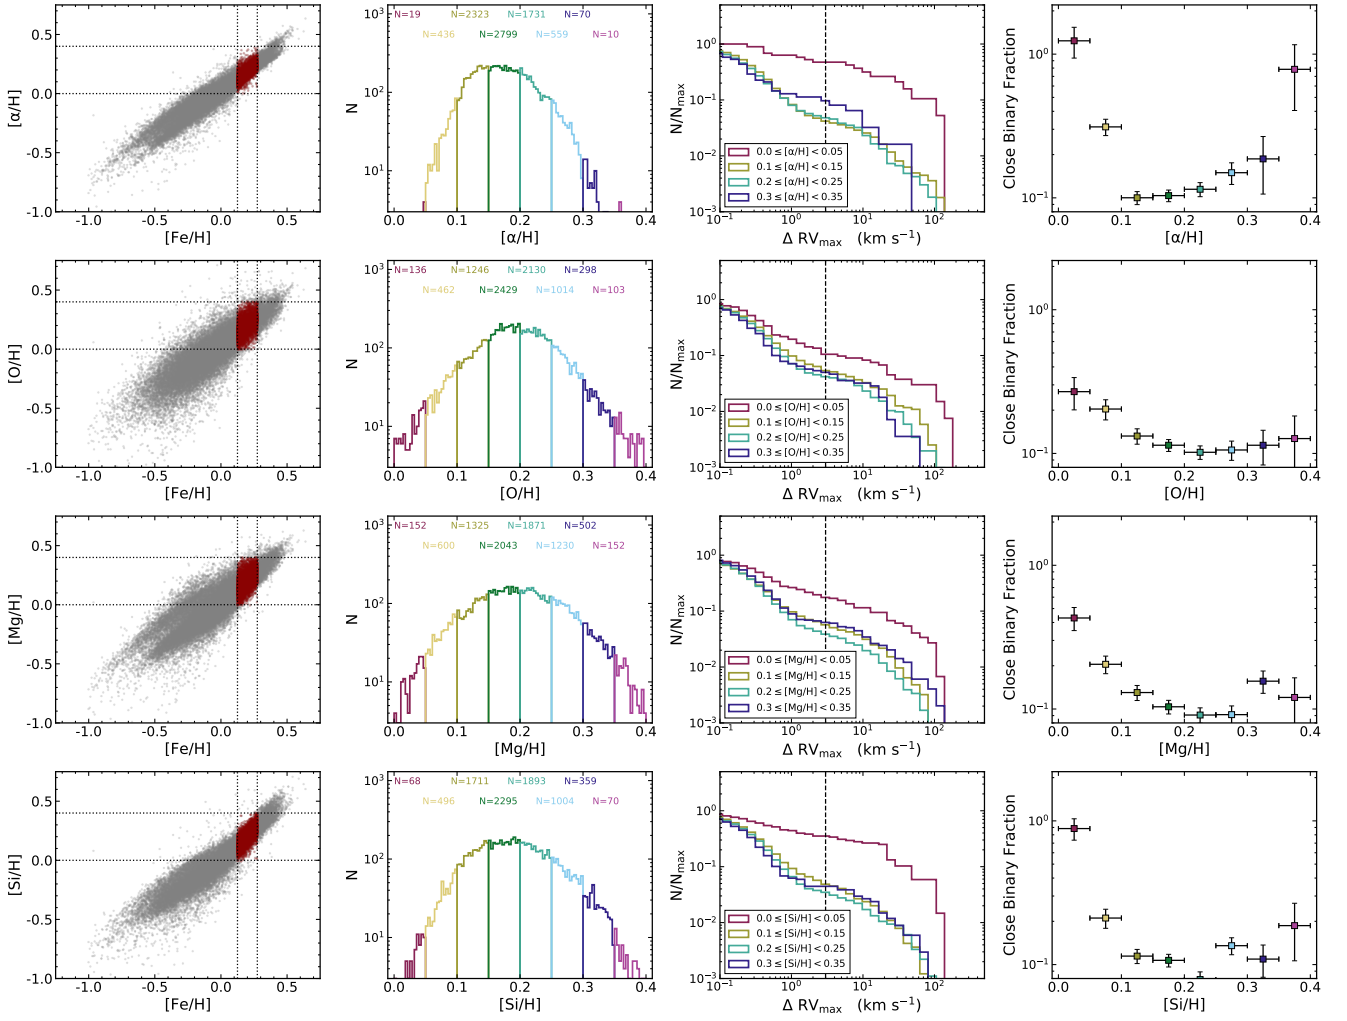 0.5
0.0
-0.5
-1.0
[α/H]
-1.0
-0.5
0.0
0.5
[Fe/H]
10³
10²
10¹
N
N=19
N=2323
N=1731
N=70
N=436
N=2799
N=559
N=10
0.0
0.1
0.2
0.3
0.4
[α/H]
10⁰
10⁻¹
10⁻²
10⁻³
N/Nmax
0.0 ≤ [α/H] < 0.05
0.1 ≤ [α/H] < 0.15
0.2 ≤ [α/H] < 0.25
0.3 ≤ [α/H] < 0.35
10⁻¹
10⁰
10¹
10²
Δ RVmax (km s⁻¹)
10⁰
10⁻¹
Close Binary Fraction
0.0
0.1
0.2
0.3
0.4
[α/H]
0.5
0.0
-0.5
-1.0
[O/H]
-1.0
-0.5
0.0
0.5
[Fe/H]
10³
10²
10¹
N
N=136
N=1246
N=2130
N=298
N=462
N=2429
N=1014
N=103
0.0
0.1
0.2
0.3
0.4
[O/H]
10⁰
10⁻¹
10⁻²
10⁻³
N/Nmax
0.0 ≤ [O/H] < 0.05
0.1 ≤ [O/H] < 0.15
0.2 ≤ [O/H] < 0.25
0.3 ≤ [O/H] < 0.35
10⁻¹
10⁰
10¹
10²
Δ RVmax (km s⁻¹)
10⁰
10⁻¹
Close Binary Fraction
0.0
0.1
0.2
0.3
0.4
[O/H]
0.5
0.0
-0.5
-1.0
[Mg/H]
-1.0
-0.5
0.0
0.5
[Fe/H]
10³
10²
10¹
N
N=152
N=1325
N=1871
N=502
N=600
N=2043
N=1230
N=152
0.0
0.1
0.2
0.3
0.4
[Mg/H]
10⁰
10⁻¹
10⁻²
10⁻³
N/Nmax
0.0 ≤ [Mg/H] < 0.05
0.1 ≤ [Mg/H] < 0.15
0.2 ≤ [Mg/H] < 0.25
0.3 ≤ [Mg/H] < 0.35
10⁻¹
10⁰
10¹
10²
Δ RVmax (km s⁻¹)
10⁰
10⁻¹
Close Binary Fraction
0.0
0.1
0.2
0.3
0.4
[Mg/H]
0.5
0.0
-0.5
-1.0
[Si/H]
-1.0
-0.5
0.0
0.5
[Fe/H]
10³
10²
10¹
N
N=68
N=1711
N=1893
N=359
N=496
N=2295
N=1004
N=70
0.0
0.1
0.2
0.3
0.4
[Si/H]
10⁰
10⁻¹
10⁻²
10⁻³
N/Nmax
0.0 ≤ [Si/H] < 0.05
0.1 ≤ [Si/H] < 0.15
0.2 ≤ [Si/H] < 0.25
0.3 ≤ [Si/H] < 0.35
10⁻¹
10⁰
10¹
10²
Δ RVmax (km s⁻¹)
10⁰
10⁻¹
Close Binary Fraction
0.0
0.1
0.2
0.3
0.4
[Si/H]